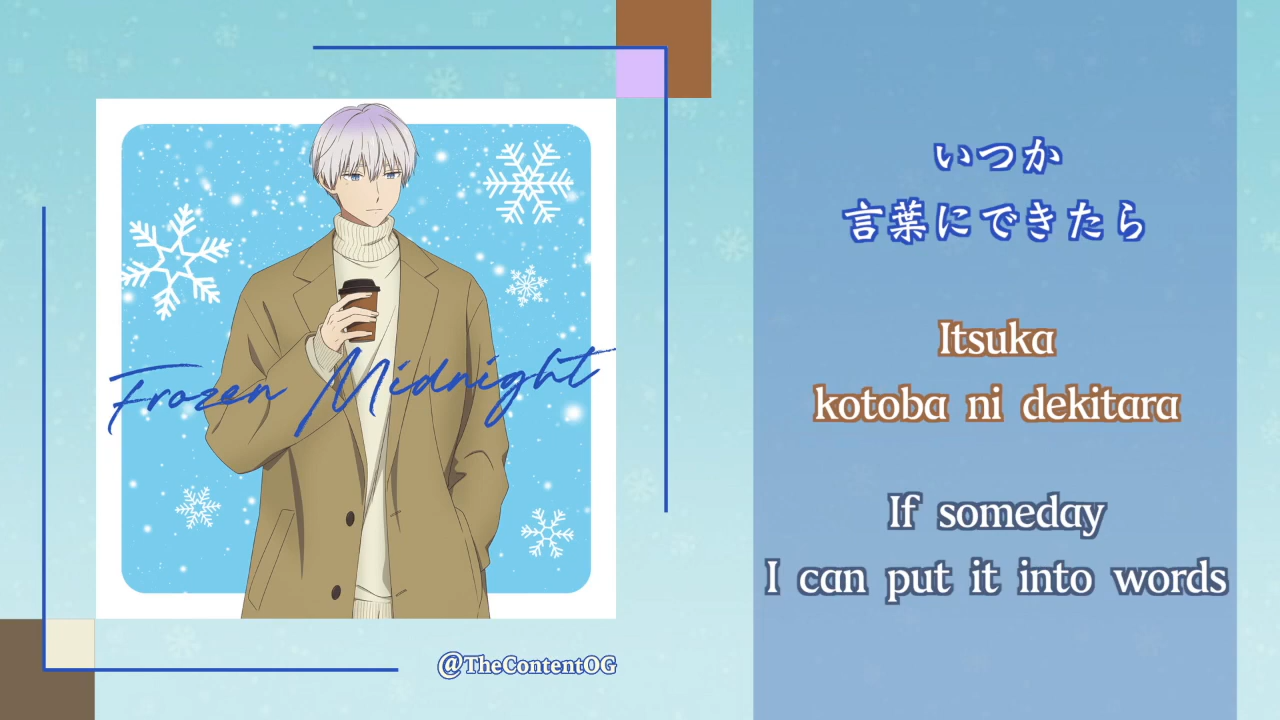 Frozen Midnight
@TheContentOG
いつか
言葉にできたら
Itsuka
kotoba ni dekitara
If someday
I can put it into words